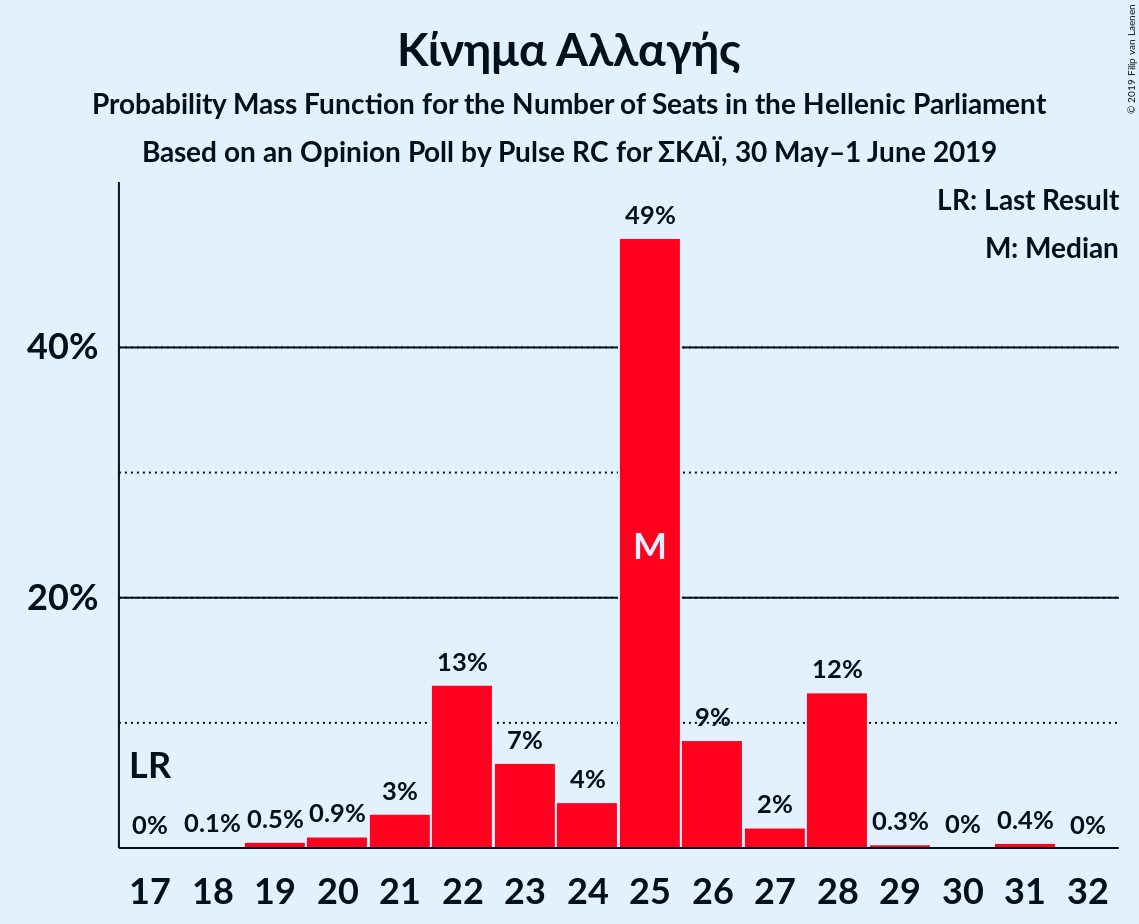 Κίνημα Αλλαγής
Probability Mass Function for the Number of Seats in the Hellenic Parliament
Based on an Opinion Poll by Pulse RC for ΣΚΑΪ, 30 May–1 June 2019
© 2019 Filip van Laenen
LR: Last Result
M: Median
49%
40%
M
20%
13%
12%
9%
7%
LR
4%
3%
2%
0%
0.1%
0.5%
0.9%
0.3%
0%
0.4%
0%
17 18 19 20 21 22 23 24 25 26 27 28 29 30 31 32